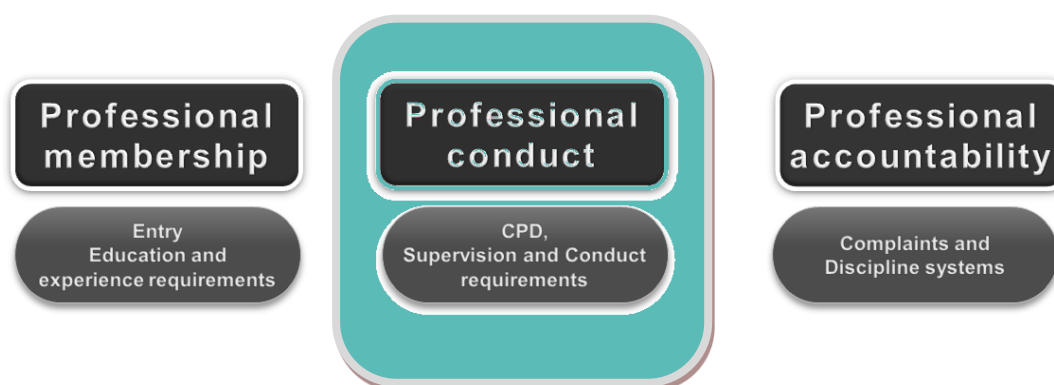 Professional
membership
Entry
Education and
experience requirements
Professional
conduct
CPD,
Supervision and Conduct
requirements
Professional
accountability
Complaints and
Discipline systems